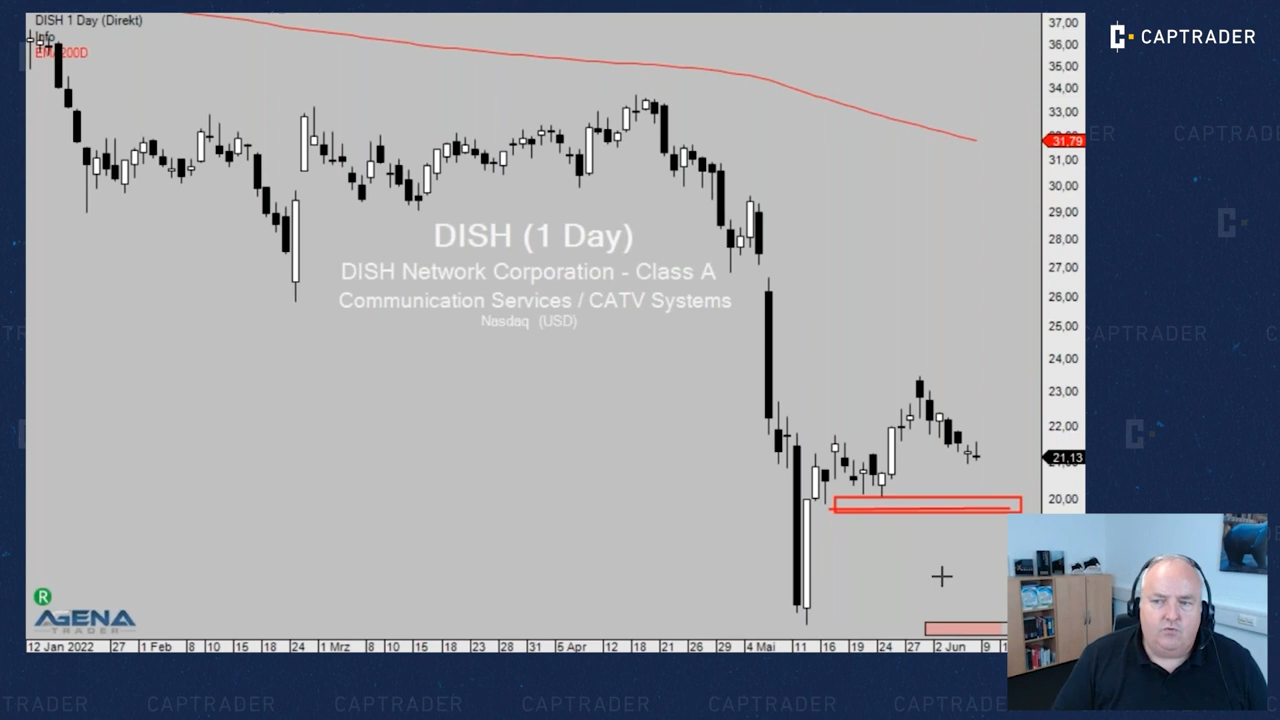 DISH 1 Day (Direkt)
Info
EMA 200D
CAPTRADER
DISH (1 Day)
DISH Network Corporation - Class A
Communication Services / CATV Systems
Nasdaq (USD)
37,00
36,00
35,00
34,00
33,00
31,79
31,00
30,00
29,00
28,00
27,00
26,00
25,00
24,00
23,00
22,00
21,13
20,00
R
AGENA
TRADER
12 Jan 2022 27 1 Feb 8 10 15 18 24 1 Mrz 8 10 15 18 23 28 31 5 Apr 12 18 21 26 29 4 Mai 11 16 19 24 27 2 Jun 9
CAPTRADER
CAPTRADER CAPTRADER CAPTRADER CAPTRADER CAPTRADER